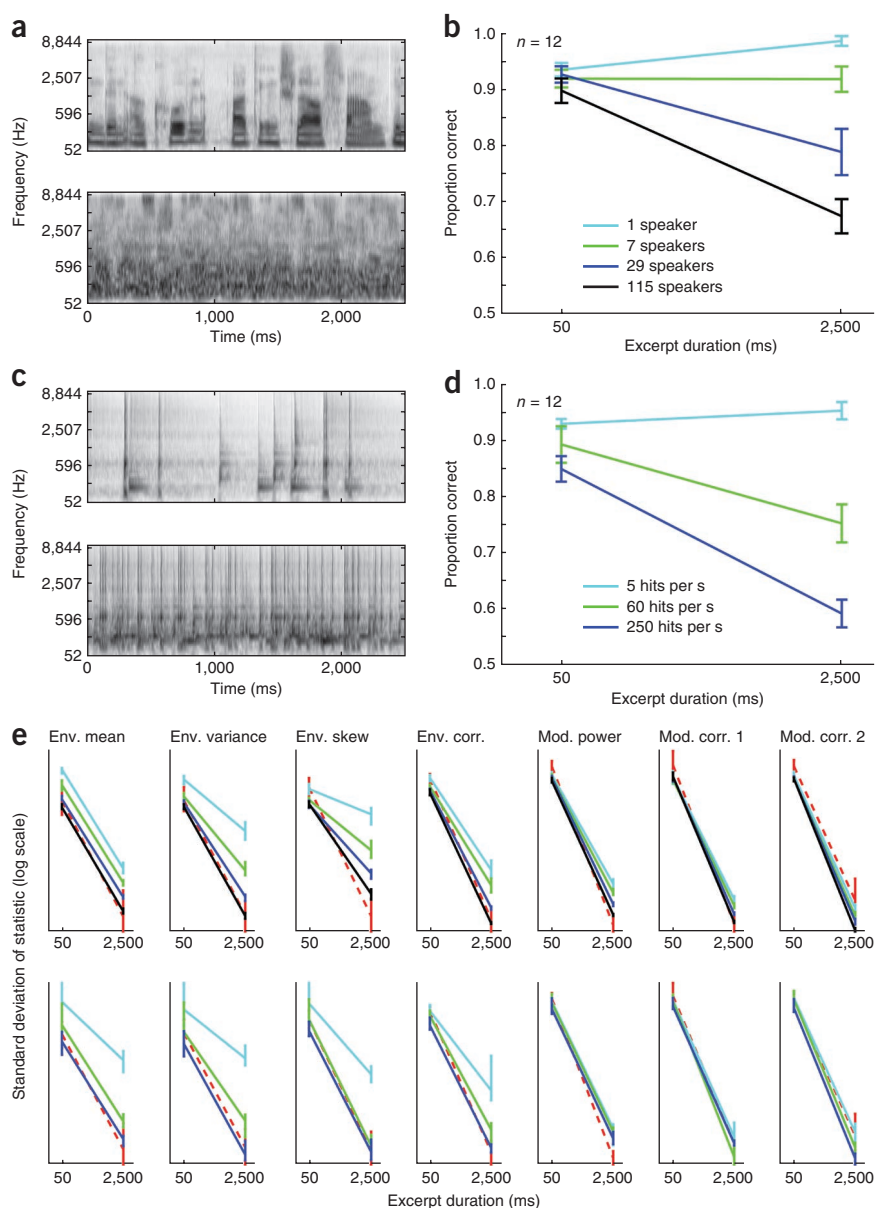 a
8,844
2,507
596
52
Frequency (Hz)
8,844
2,507
596
52
0 1,000 2,000
Time (ms)
b
n = 12
1.0
0.9
0.8
0.7
0.6
0.5
Proportion correct
1 speaker
7 speakers
29 speakers
115 speakers
50 2,500
Excerpt duration (ms)
c
8,844
2,507
596
52
Frequency (Hz)
8,844
2,507
596
52
0 1,000 2,000
Time (ms)
d
n = 12
1.0
0.9
0.8
0.7
0.6
0.5
Proportion correct
5 hits per s
60 hits per s
250 hits per s
50 2,500
Excerpt duration (ms)
e
Env. mean Env. variance Env. skew Env. corr. Mod. power Mod. corr. 1 Mod. corr. 2
Standard deviation of statistic (log scale)
50 2,500 50 2,500 50 2,500 50 2,500 50 2,500 50 2,500 50 2,500
50 2,500 50 2,500 50 2,500 50 2,500 50 2,500 50 2,500 50 2,500
Excerpt duration (ms)